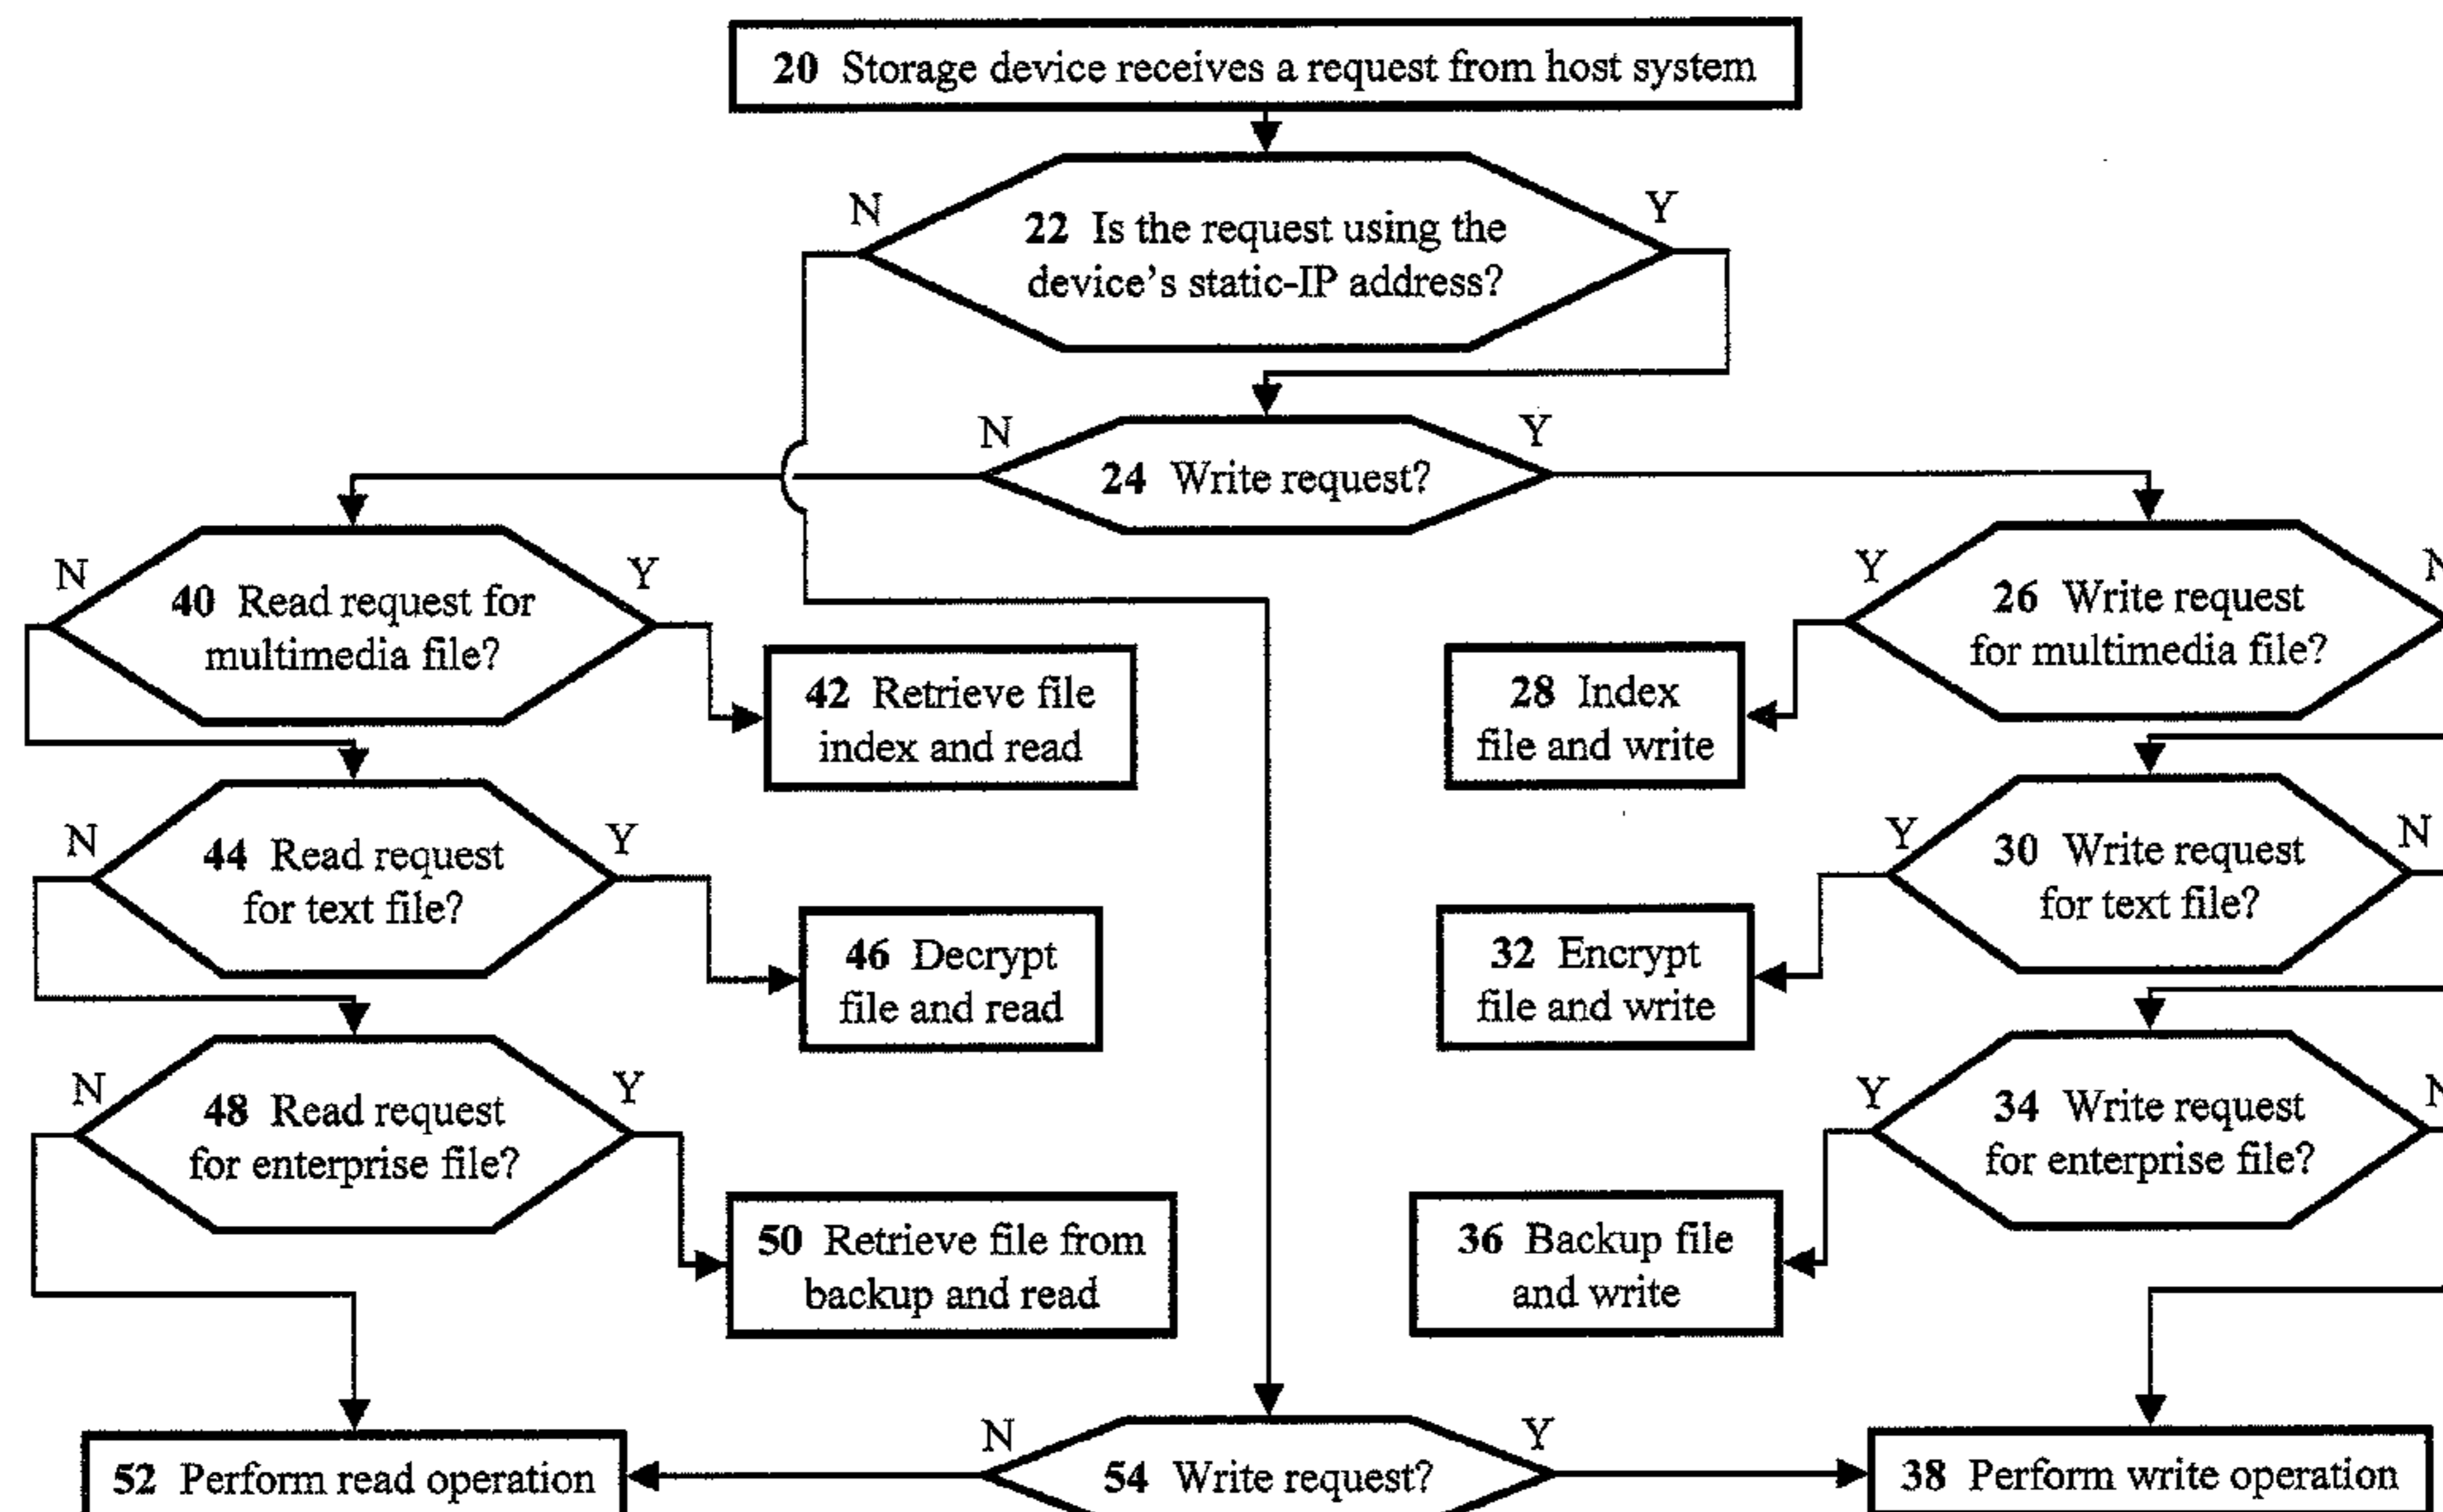 20 Storage device receives a request from host system
N
Y
22 Is the request using the
device's static-IP address?
N
Y
24 Write request?
N
Y
40 Read request for
multimedia file?
Y
N
26 Write request
for multimedia file?
42 Retrieve file
index and read
28 Index
file and write
N
Y
44 Read request
for text file?
Y
N
30 Write request
for text file?
46 Decrypt
file and read
32 Encrypt
file and write
N
Y
48 Read request
for enterprise file?
Y
N
34 Write request
for enterprise file?
50 Retrieve file from
backup and read
36 Backup file
and write
52 Perform read operation
N
Y
54 Write request?
38 Perform write operation